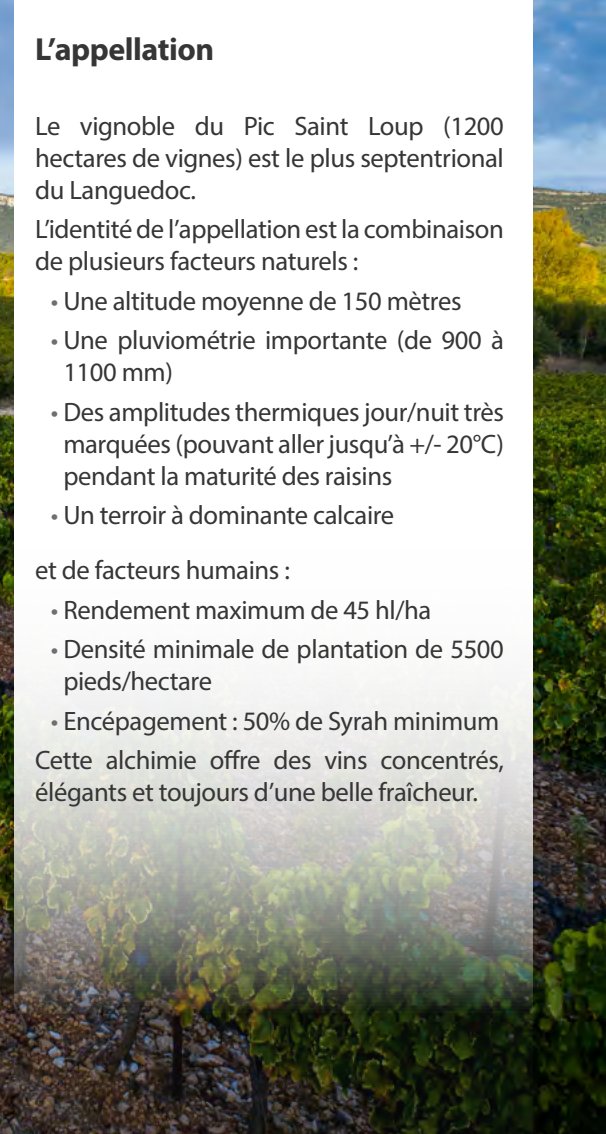 L’appellation
Le vignoble du Pic Saint Loup (1200
hectares de vignes) est le plus septentrional
du Languedoc.
L’identité de l’appellation est la combinaison
de plusieurs facteurs naturels :
• Une altitude moyenne de 150 mètres
• Une pluviométrie importante (de 900 à
1100 mm)
• Des amplitudes thermiques jour/nuit très
marquées (pouvant aller jusqu’à +/- 20°C)
pendant la maturité des raisins
• Un terroir à dominante calcaire
et de facteurs humains :
• Rendement maximum de 45 hl/ha
• Densité minimale de plantation de 5500
pieds/hectare
• Encépagement : 50% de Syrah minimum
Cette alchimie offre des vins concentrés,
élégants et toujours d’une belle fraîcheur.